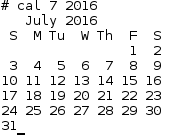 # cal 7 2016
July 2016
S M Tu W Th F S
1 2
3 4 5 6 7 8 9
10 11 12 13 14 15 16
17 18 19 20 21 22 23
24 25 26 27 28 29 30
31